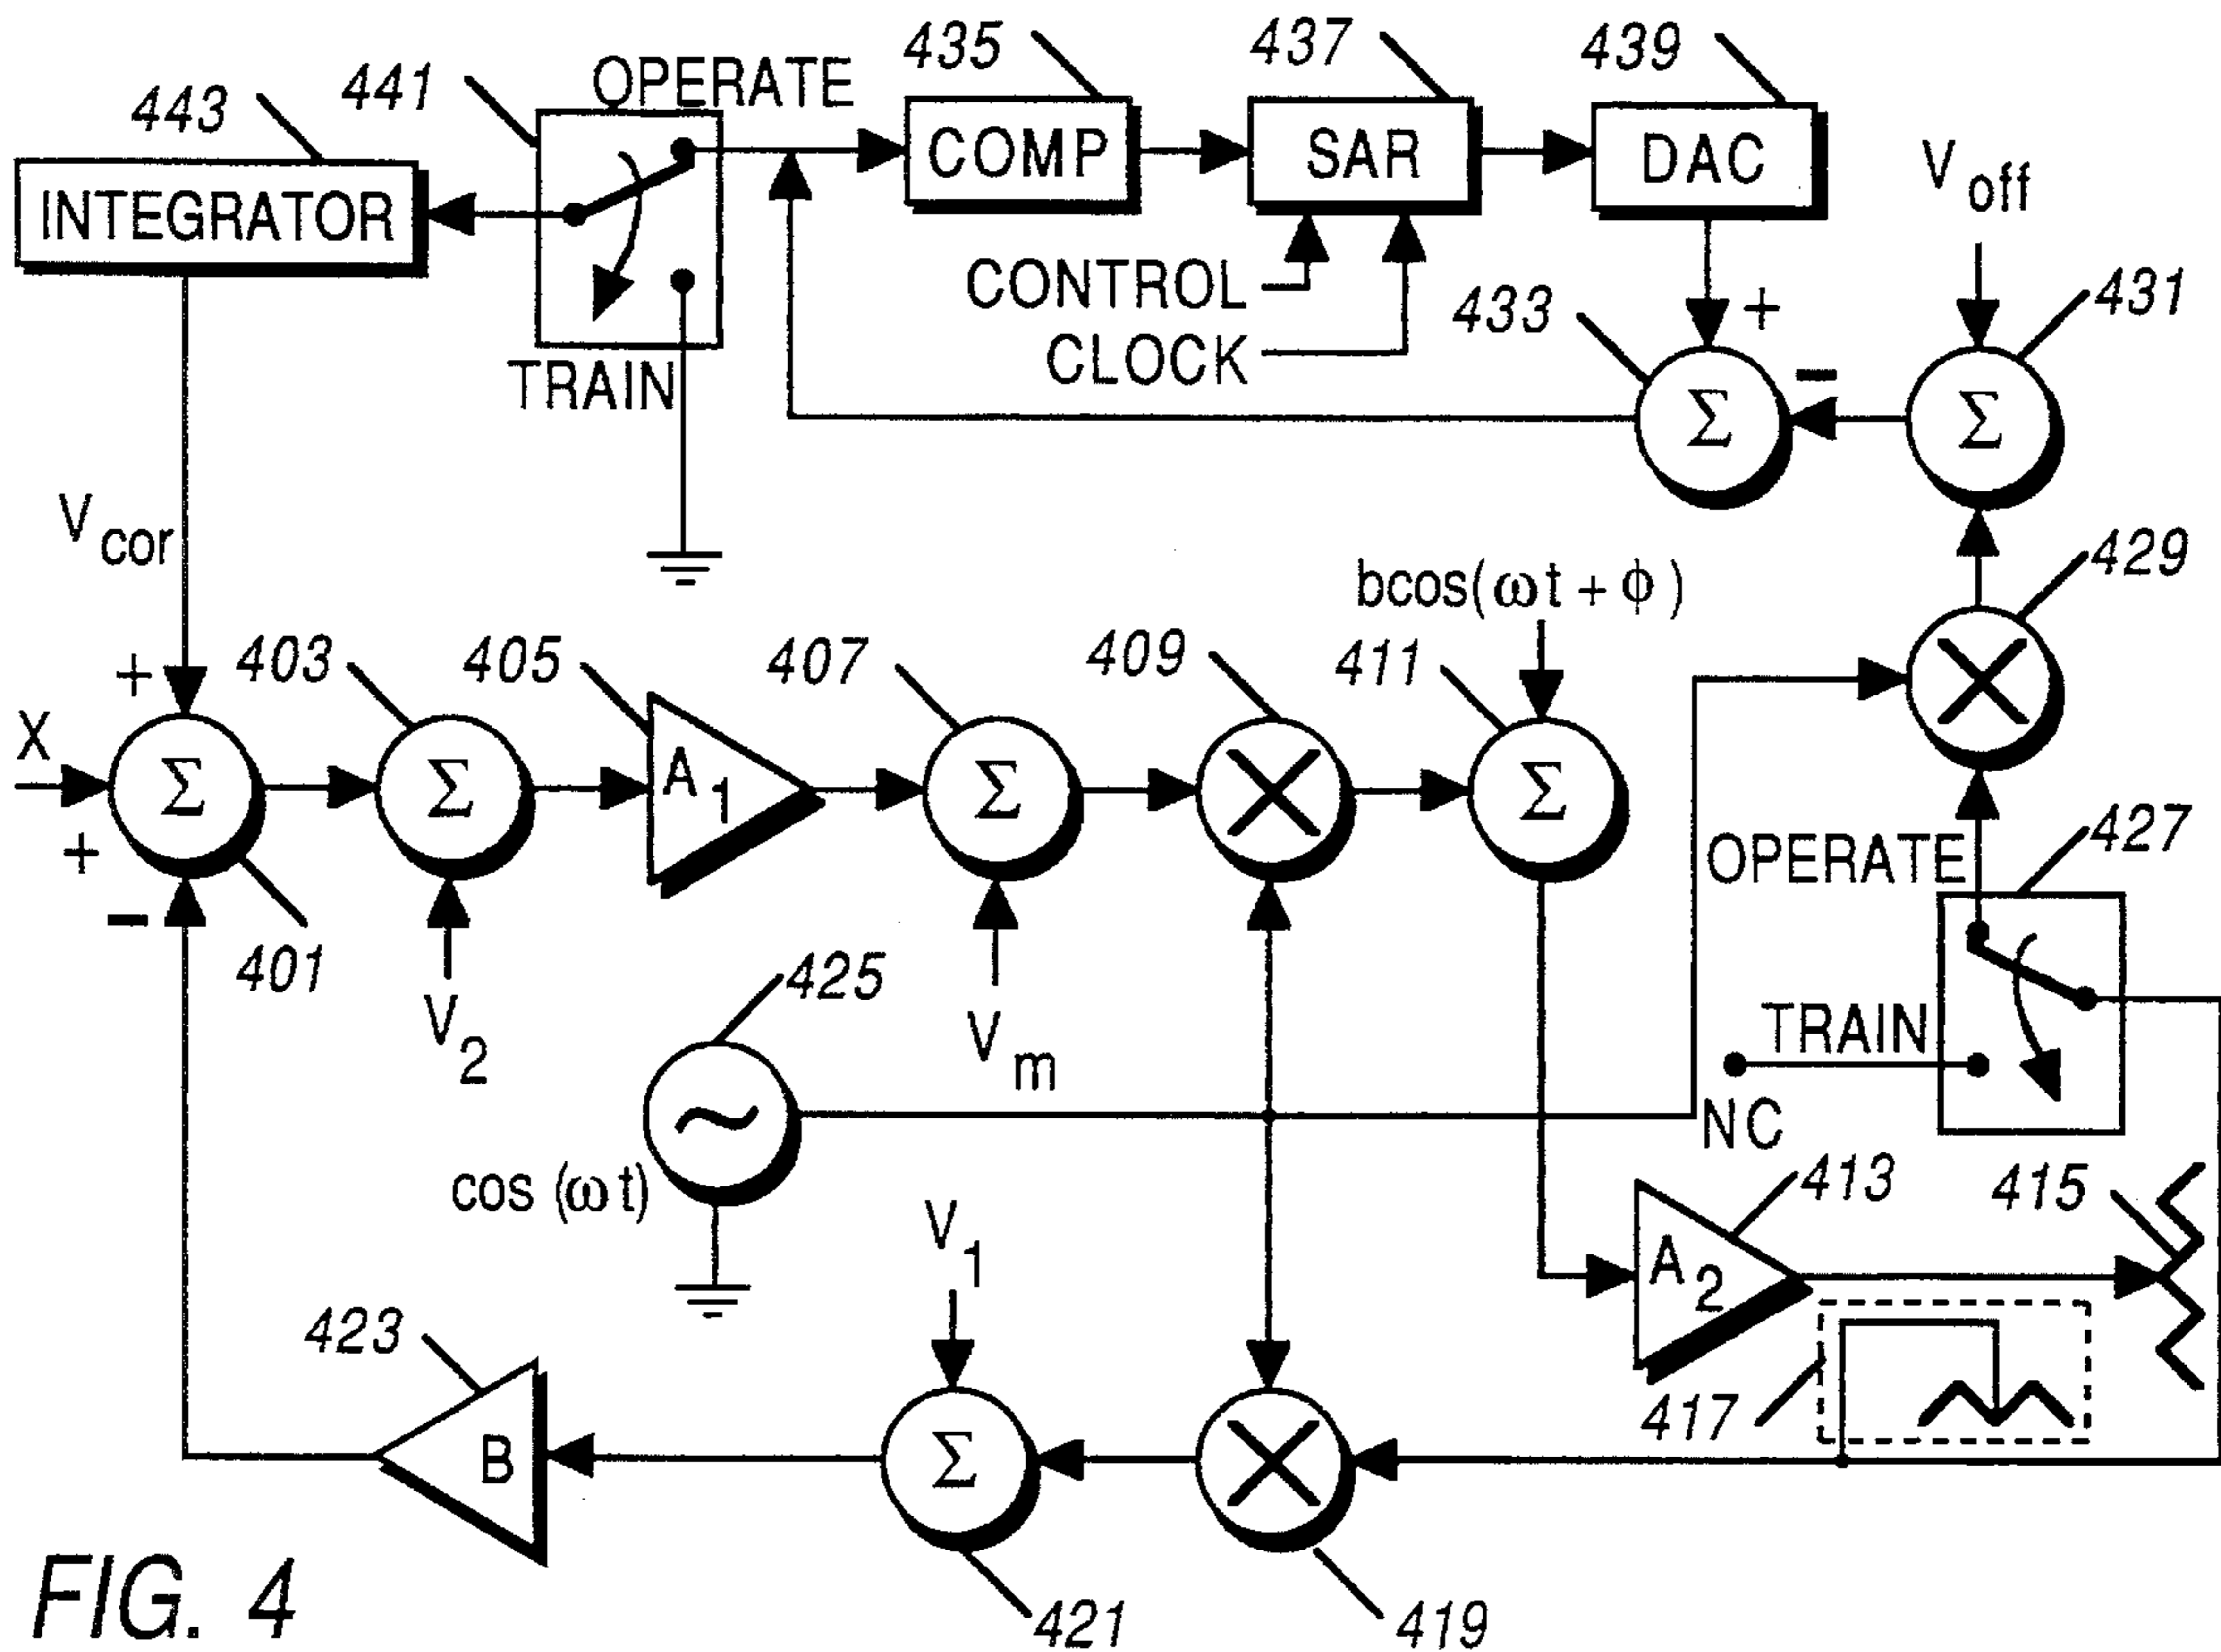 435
437
439
441
OPERATE
443
COMP
SAR
DAC
V off
INTEGRATOR
CONTROL
CLOCK
433
+
431
TRAIN
−
Σ
Σ
V cor
bcos(ωt + ϕ)
429
+
403
405
407
409
411
X
Σ
Σ
A 1
Σ
Σ
+
OPERATE
427
−
401
425
V 2
V m
TRAIN
NC
cos (ωt)
V 1
A 2
413
415
423
417
B
Σ
FIG. 4
421
419